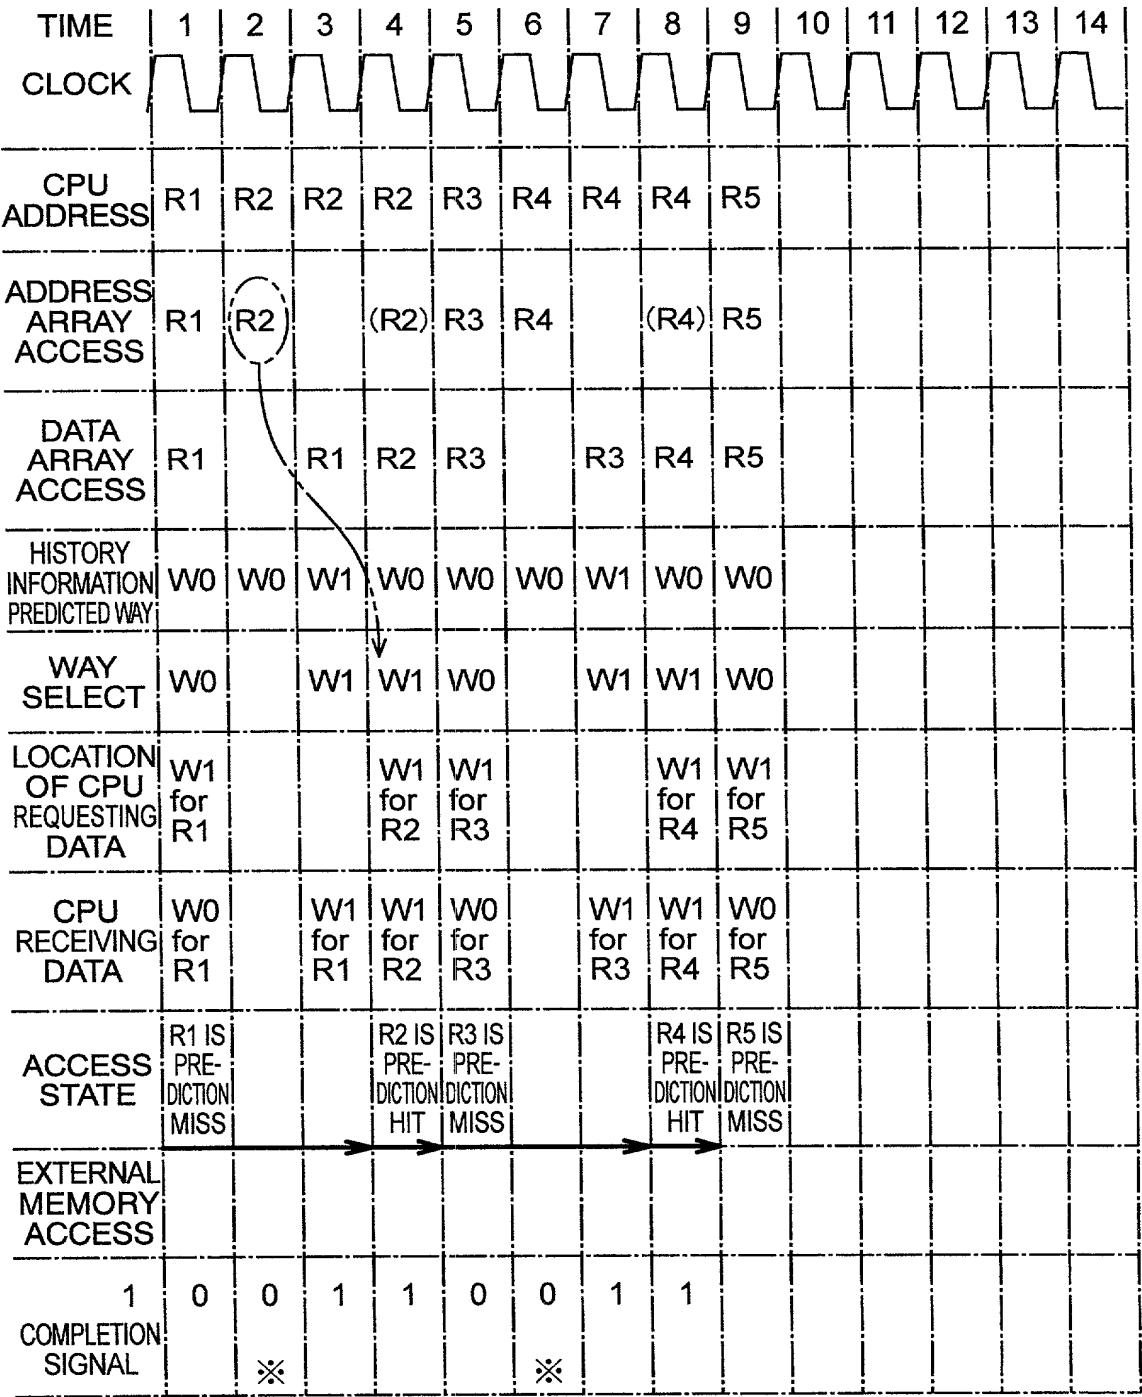 TIME 1 2 3 4 5 6 7 8 9 10 11 12 13 14
CLOCK
CPU
ADDRESS R1 R2 R2 R2 R3 R4 R4 R4 R5
ADDRESS
ARRAY R1 R2 (R2) R3 R4 (R4) R5
ACCESS
DATA
ARRAY R1 R1 R2 R3 R3 R4 R5
ACCESS
HISTORY
INFORMATION W0 W0 W1 W0 W0 W0 W1 W0 W0
PREDICTED WAY
WAY
SELECT W0 W1 W1 W0 W1 W1 W0
LOCATION W1 W1 W1 W1 W1
OF CPU for for for for for
REQUESTING R1 R2 R3 R4 R5
DATA
CPU W0 W1 W1 W0 W1 W1 W0
RECEIVING for for for for for for for
DATA R1 R1 R2 R3 R3 R4 R5
R1 IS R2 IS R3 IS R4 IS R5 IS
ACCESS PRE- PRE- PRE- PRE- PRE-
STATE DICTION DICTION DICTION DICTION DICTION
MISS HIT MISS HIT MISS
EXTERNAL
MEMORY
ACCESS
1 0 0 1 1 0 0 1 1
COMPLETION
SIGNAL ※ ※